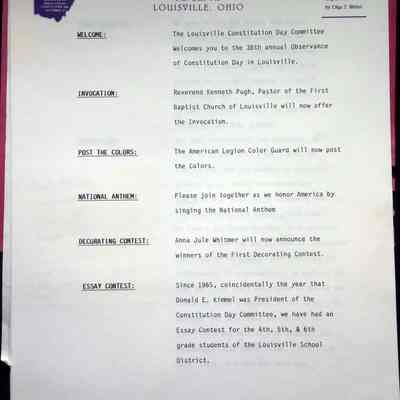 LOUISVILLE, OHIO
by Olga T. Weber
WELCOME: The Louisville Constitution Day Committee
Welcomes you to the 38th annual Observance
of Constitution Day in Louisville.
INVOCATION: Reverend Kenneth Pugh, Pastor of the First
Baptist Church of Louisville will now offer
the Invocation.
POST THE COLORS: The American Legion Color Guard will now post
the Colors.
NATIONAL ANTHEM: Please join together as we honor America by
singing the National Anthem
DECORATING CONTEST: Anna Jule Whitmer will now announce the
winners of the First Decorating Contest.
ESSAY CONTEST: Since 1965, coincidentally the year that
Donald E. Kimmel was President of the
Constitution Day Committee, we have had an
Essay Contest for the 4th, 5th, & 6th
grade students of the Louisville School
District.